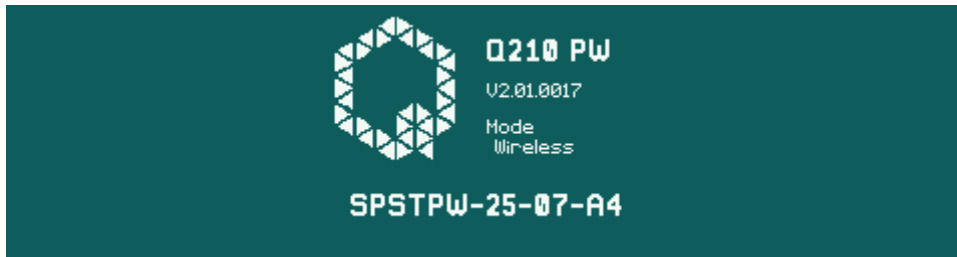 Q210 PW
V2.01.0017
Mode
Wireless
SPSTPW-25-07-A4